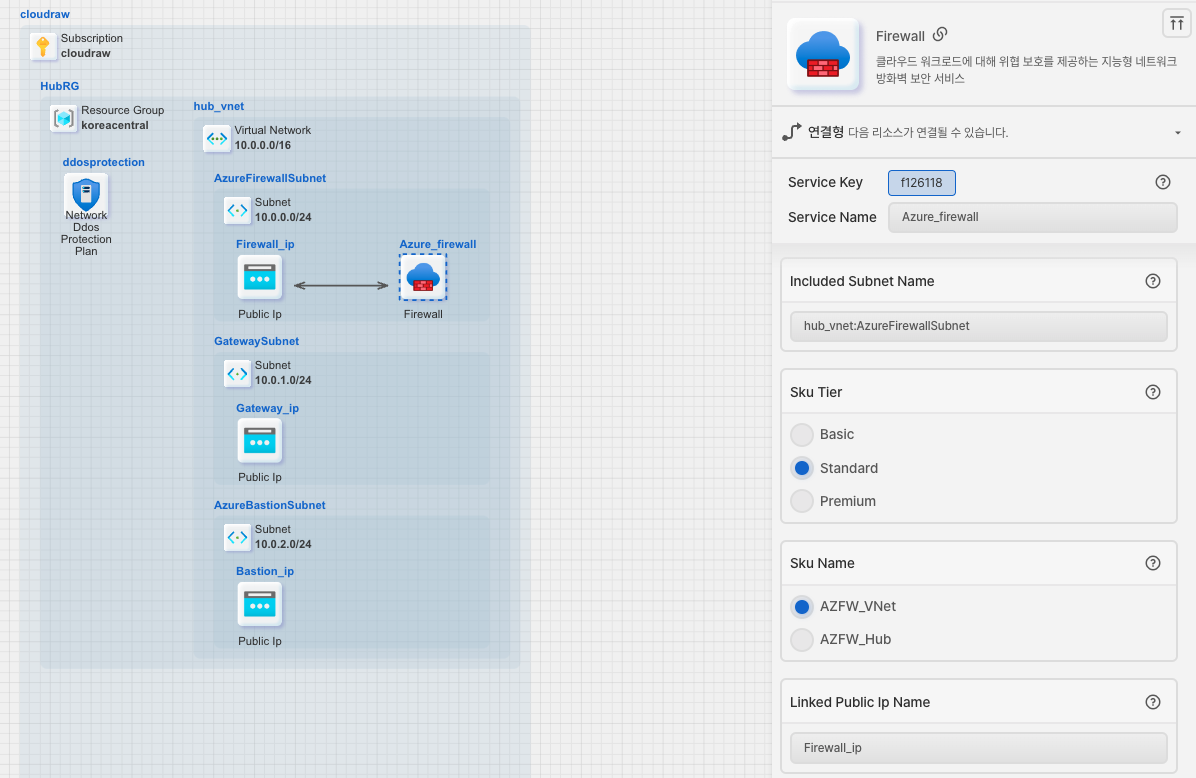 cloudraw
Subscription
cloudraw
HubRG
Resource Group
koreacentral
ddosprotection
Network
Ddos
Protection
Plan
hub_vnet
Virtual Network
10.0.0.0/16
AzureFirewallSubnet
Subnet
10.0.0.0/24
Firewall_ip
Public Ip
Azure_firewall
Firewall
GatewaySubnet
Subnet
10.0.1.0/24
Gateway_ip
Public Ip
AzureBastionSubnet
Subnet
10.0.2.0/24
Bastion_ip
Public Ip
Firewall
클라우드 워크로드에 대해 위협 보호를 제공하는 지능형 네트워크
방화벽 보안 서비스
연결형 다음 리소스가 연결될 수 있습니다.
Service Key f126118
Service Name Azure_firewall
Included Subnet Name
hub_vnet:AzureFirewallSubnet
Sku Tier
Basic
Standard
Premium
Sku Name
AZFW_VNet
AZFW_Hub
Linked Public Ip Name
Firewall_ip